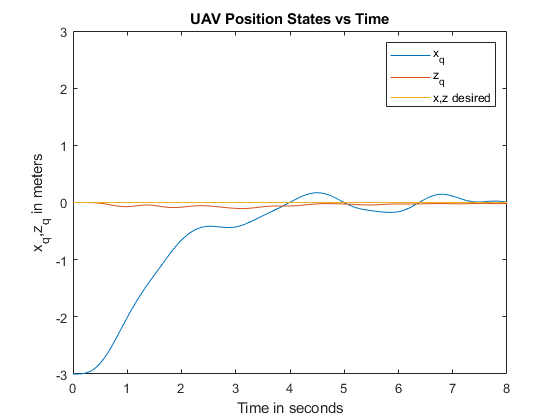 UAV Position States vs Time
x_q
z_q
x,z desired
3
2
1
0
-1
-2
-3
x_q,z_q in meters
0 1 2 3 4 5 6 7 8
Time in seconds